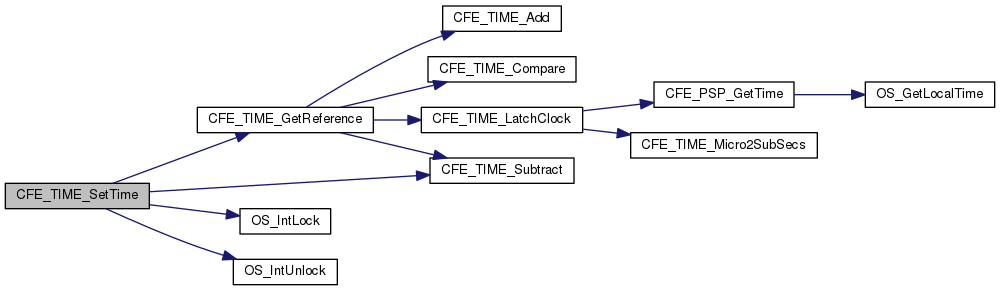 CFE_TIME_Add
CFE_TIME_Compare
CFE_PSP_GetTime
OS_GetLocalTime
CFE_TIME_GetReference
CFE_TIME_LatchClock
CFE_TIME_Micro2SubSecs
CFE_TIME_Subtract
CFE_TIME_SetTime
OS_IntLock
OS_IntUnlock